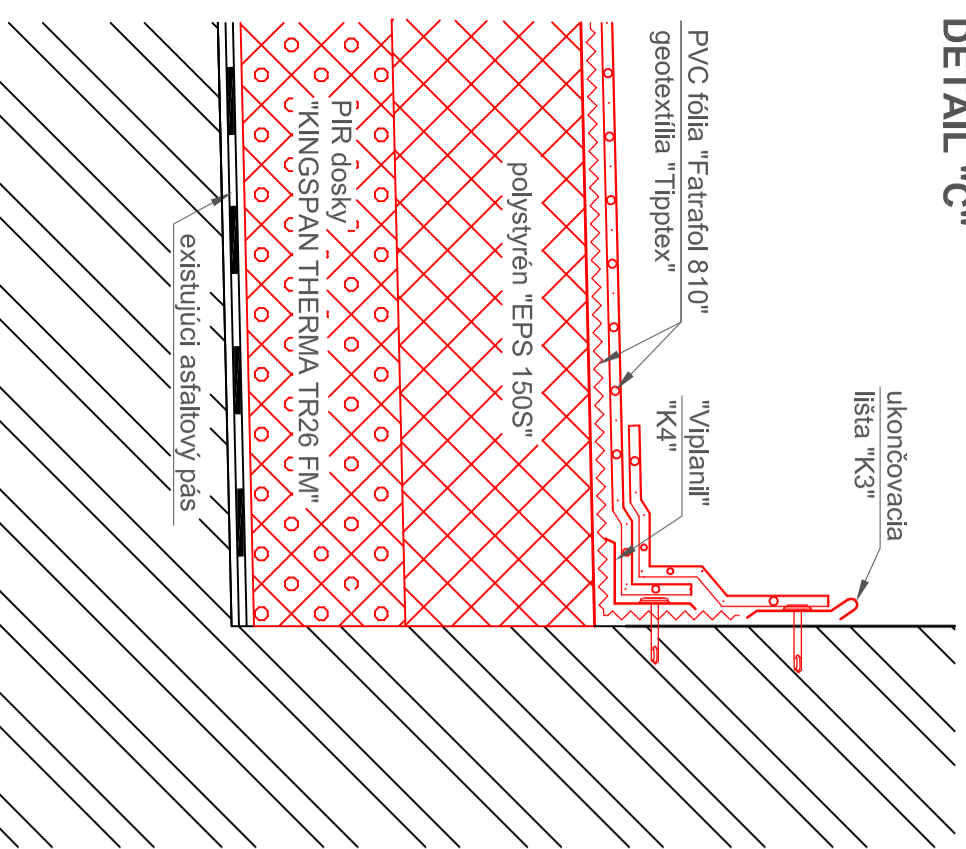 DETAIL "C"
ukončovacia
lišta "K3"
PVC fólia "Fatrafol 810"
geotextília "Tipptex"
"Viplanil"
"K4"
polystyrén "EPS 150S"
PIR dosky
"KINGSPAN THERMA TR26 FM"
existujúci asfaltový pás